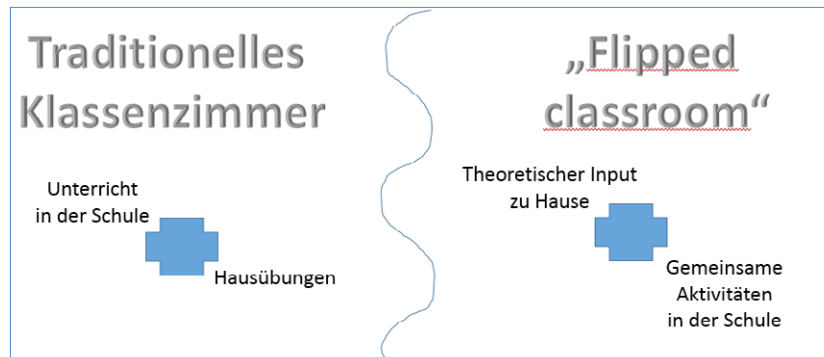 Traditionelles
Klassenzimmer
Unterricht
in der Schule
Hausübungen
„Flipped
classroom“
Theoretischer Input
zu Hause
Gemeinsame
Aktivitäten
in der Schule